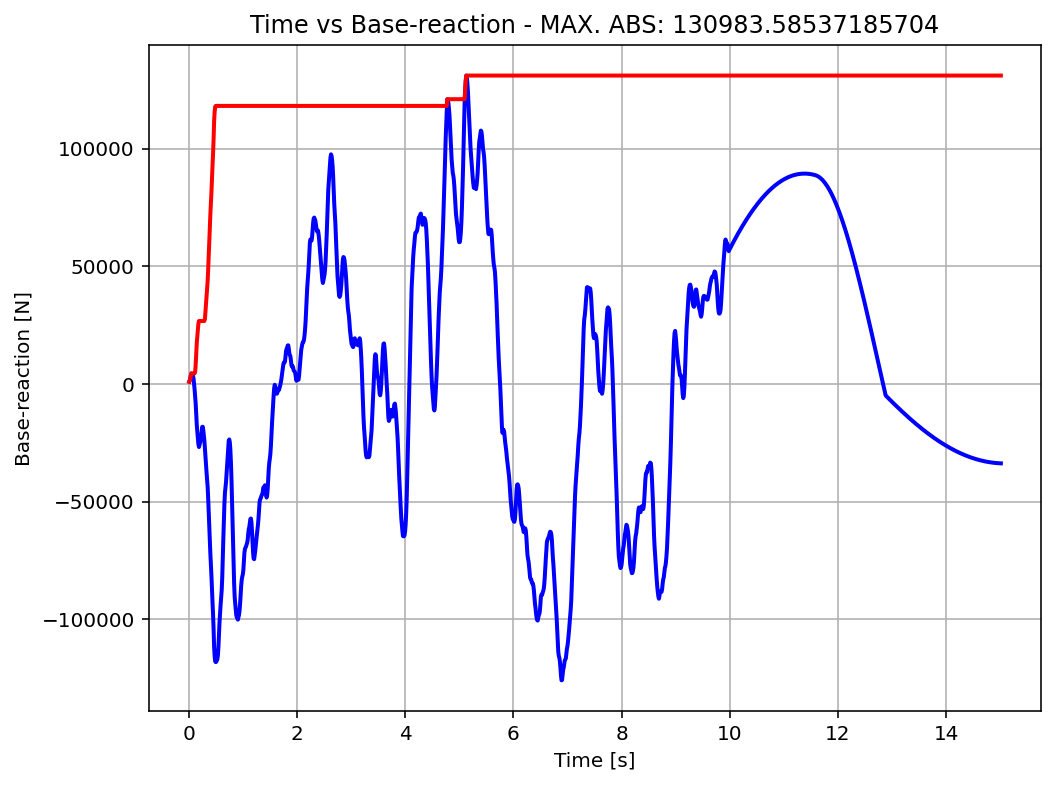 Time vs Base-reaction - MAX. ABS: 130983.58537185704
100000
50000
0
−50000
−100000
Base-reaction [N]
0 2 4 6 8 10 12 14
Time [s]